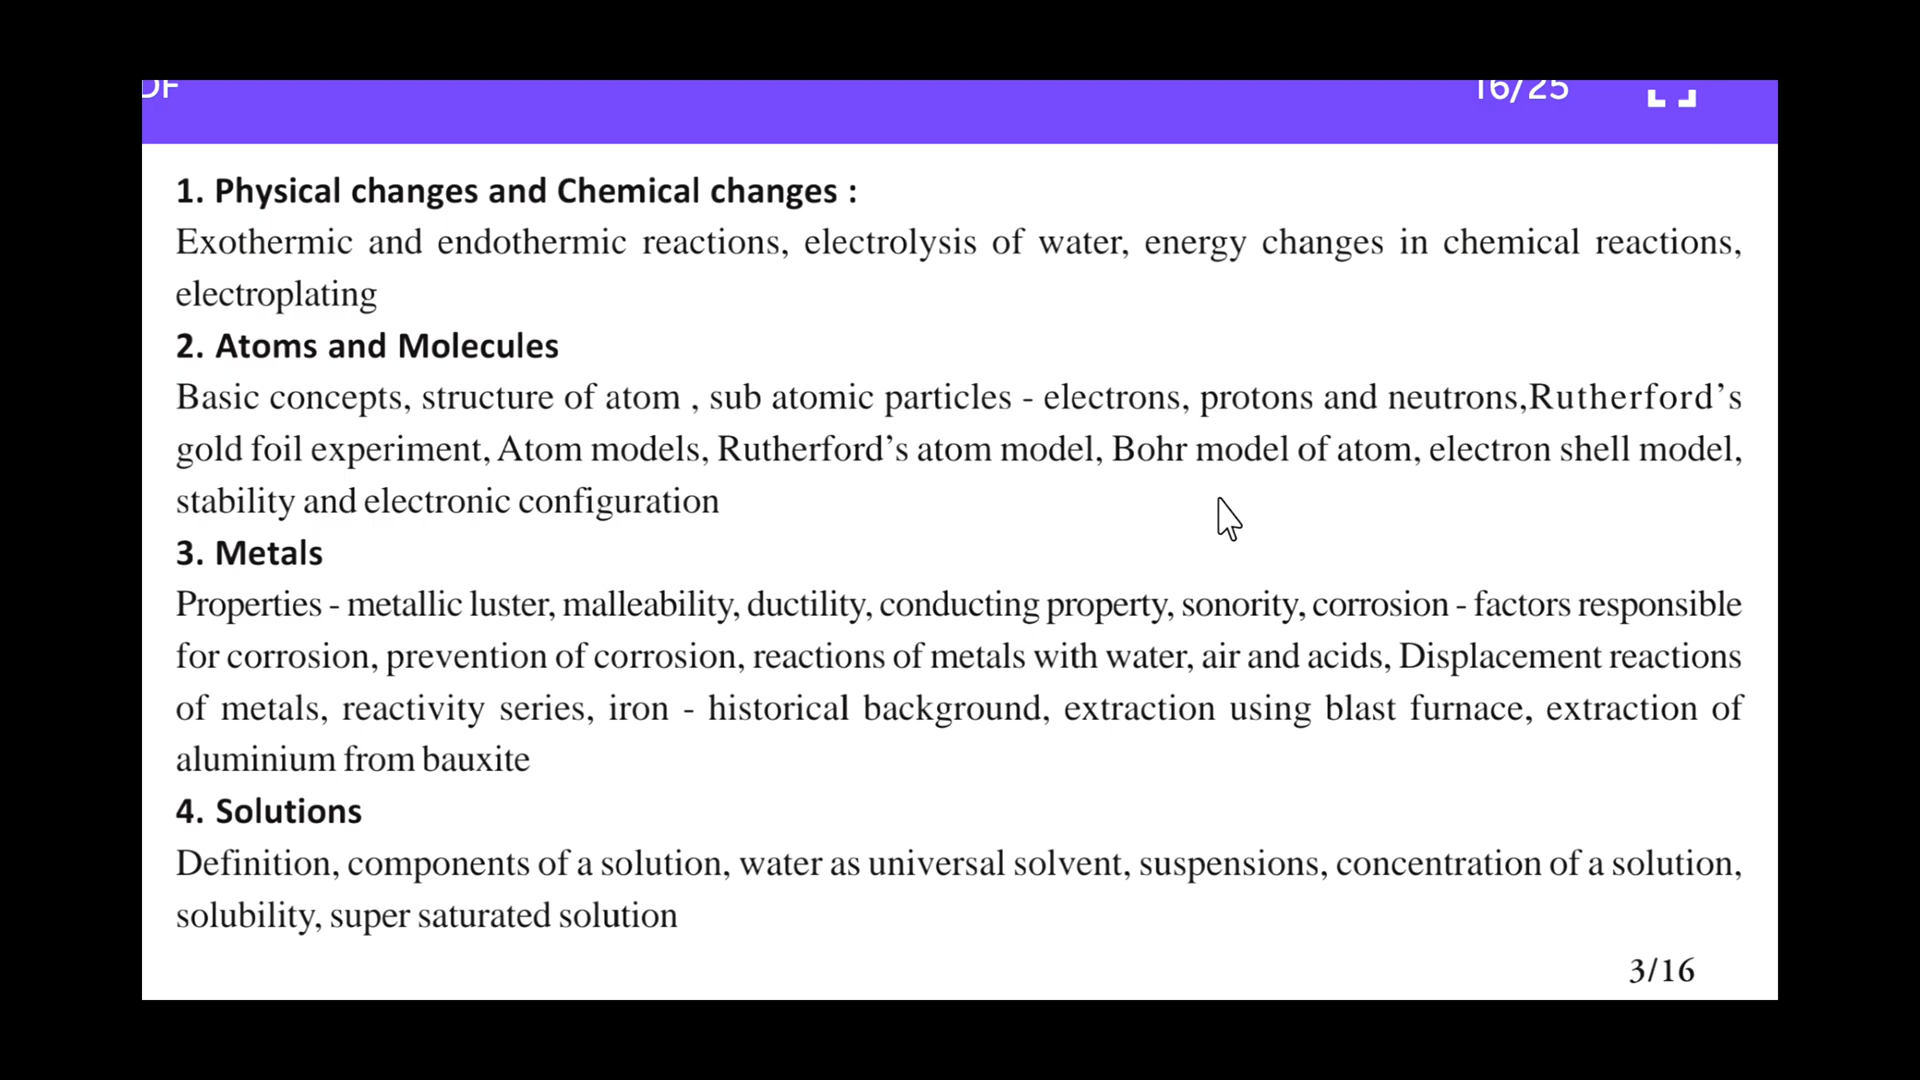 DF 16/25
1. Physical changes and Chemical changes :
Exothermic and endothermic reactions, electrolysis of water, energy changes in chemical reactions,
electroplating
2. Atoms and Molecules
Basic concepts, structure of atom , sub atomic particles - electrons, protons and neutrons,Rutherford’s
gold foil experiment, Atom models, Rutherford’s atom model, Bohr model of atom, electron shell model,
stability and electronic configuration
3. Metals
Properties - metallic luster, malleability, ductility, conducting property, sonority, corrosion - factors responsible
for corrosion, prevention of corrosion, reactions of metals with water, air and acids, Displacement reactions
of metals, reactivity series, iron - historical background, extraction using blast furnace, extraction of
aluminium from bauxite
4. Solutions
Definition, components of a solution, water as universal solvent, suspensions, concentration of a solution,
solubility, super saturated solution
3/16